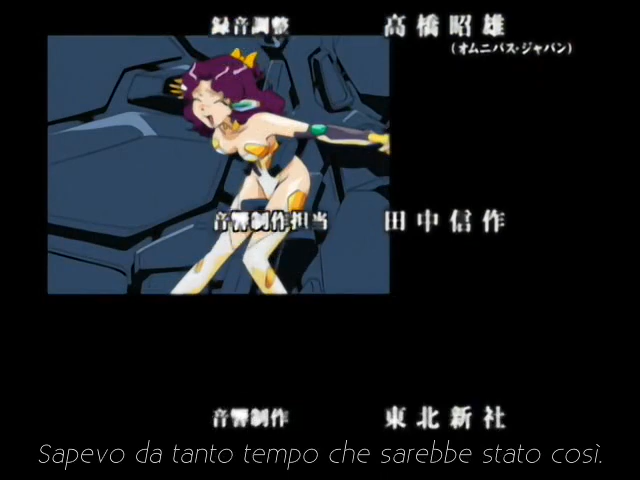 録音調整 高橋昭雄
(オムニバス・ジャパン)
音響制作担当 田中信作
音響制作 東北新社
Sapevo da tanto tempo che sarebbe stato così.